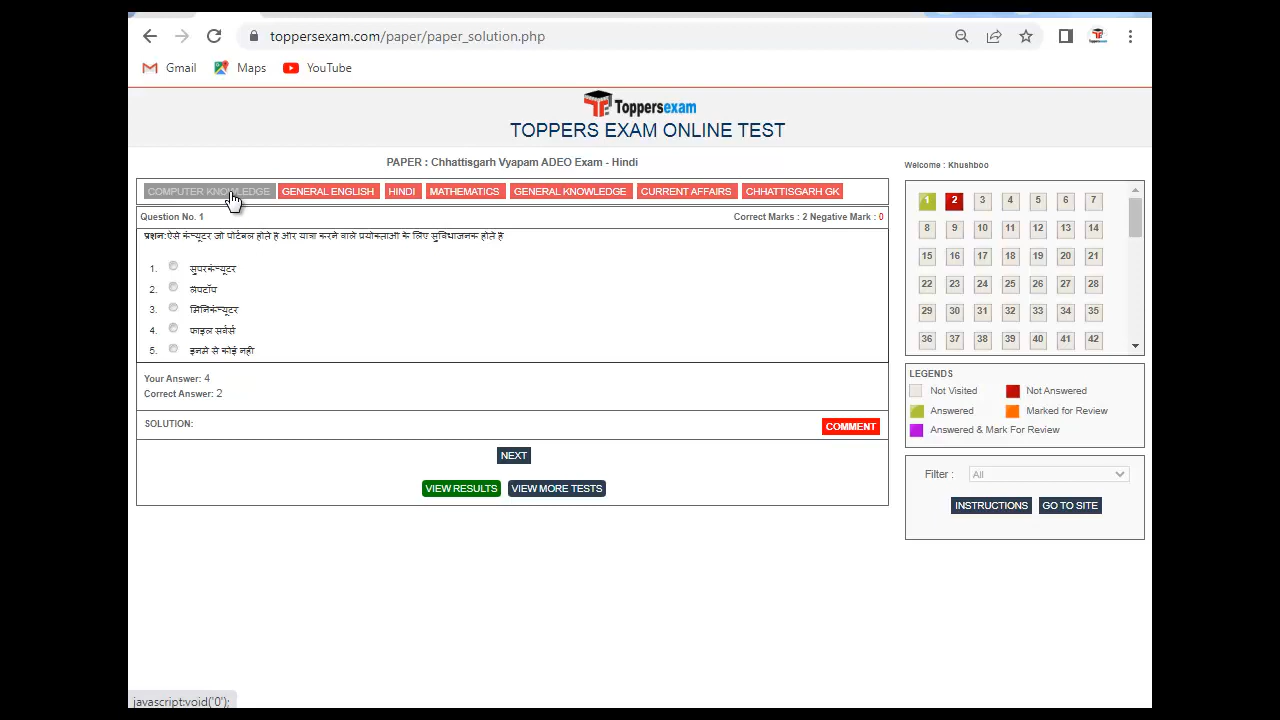 toppersexam.com/paper/paper_solution.php
Gmail Maps YouTube
Toppersexam
TOPPERS EXAM ONLINE TEST
PAPER : Chhattisgarh Vyapam ADEO Exam - Hindi
Welcome : Khushboo
COMPUTER KNOWLEDGE GENERAL ENGLISH HINDI MATHEMATICS GENERAL KNOWLEDGE CURRENT AFFAIRS CHHATTISGARH GK
Question No. 1 Correct Marks : 2 Negative Mark : 0
प्रशन:ऐसे कंप्यूटर जो पोर्टेबल होते है और यात्रा करने वाले प्रयोक्ताओं के लिए सुविधाजनक होते है
1. सुपरकंप्यूटर
2. लैपटॉप
3. मिनिकंप्यूटर
4. फाइल सर्वर्स
5. इनमे से कोई नही
Your Answer: 4
Correct Answer: 2
SOLUTION: COMMENT
NEXT
VIEW RESULTS VIEW MORE TESTS
1 2 3 4 5 6 7
8 9 10 11 12 13 14
15 16 17 18 19 20 21
22 23 24 25 26 27 28
29 30 31 32 33 34 35
36 37 38 39 40 41 42
LEGENDS
Not Visited Not Answered
Answered Marked for Review
Answered & Mark For Review
Filter : All
INSTRUCTIONS GO TO SITE
javascript:void('0');